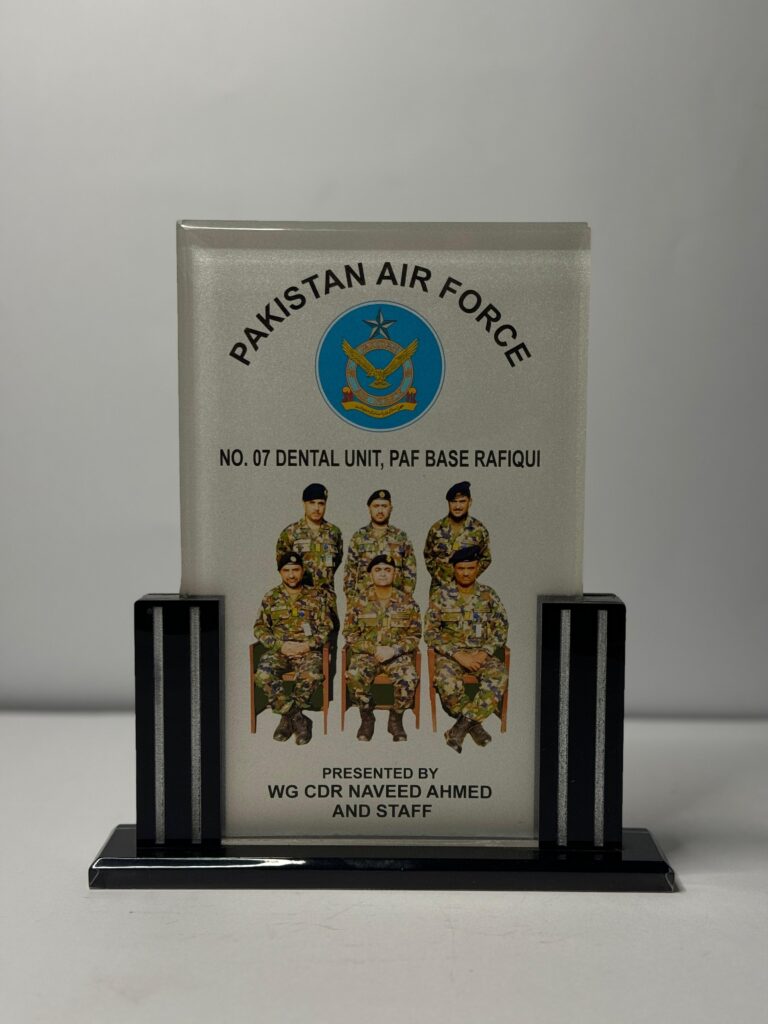 PAKISTAN AIR FORCE
NO. 07 DENTAL UNIT, PAF BASE RAFIQUI
PRESENTED BY
WG CDR NAVEED AHMED
AND STAFF